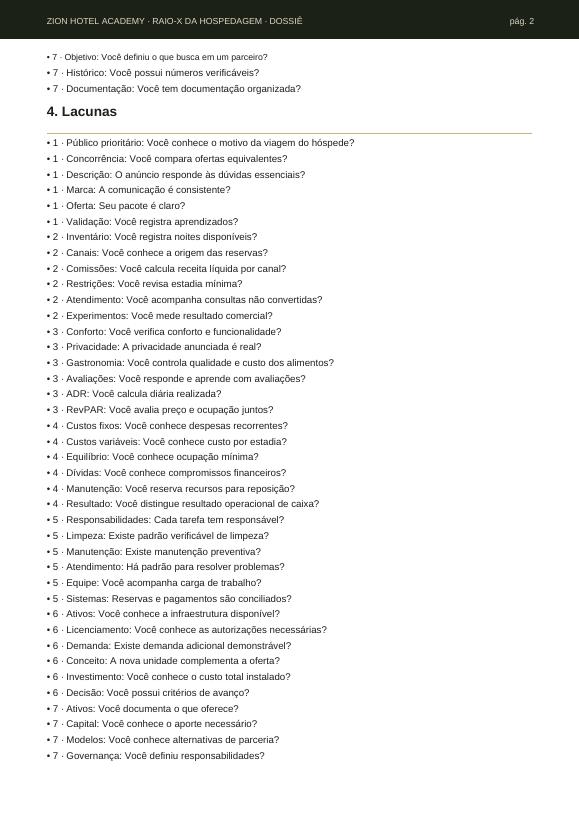 ZION HOTEL ACADEMY · RAIO-X DA HOSPEDAGEM · DOSSIÊ pág. 2
• 7 · Objetivo: Você definiu o que busca em um parceiro?
• 7 · Histórico: Você possui números verificáveis?
• 7 · Documentação: Você tem documentação organizada?
4. Lacunas
• 1 · Público prioritário: Você conhece o motivo da viagem do hóspede?
• 1 · Concorrência: Você compara ofertas equivalentes?
• 1 · Descrição: O anúncio responde às dúvidas essenciais?
• 1 · Marca: A comunicação é consistente?
• 1 · Oferta: Seu pacote é claro?
• 1 · Validação: Você registra aprendizados?
• 2 · Inventário: Você registra noites disponíveis?
• 2 · Canais: Você conhece a origem das reservas?
• 2 · Comissões: Você calcula receita líquida por canal?
• 2 · Restrições: Você revisa estadia mínima?
• 2 · Atendimento: Você acompanha consultas não convertidas?
• 2 · Experimentos: Você mede resultado comercial?
• 3 · Conforto: Você verifica conforto e funcionalidade?
• 3 · Privacidade: A privacidade anunciada é real?
• 3 · Gastronomia: Você controla qualidade e custo dos alimentos?
• 3 · Avaliações: Você responde e aprende com avaliações?
• 3 · ADR: Você calcula diária realizada?
• 3 · RevPAR: Você avalia preço e ocupação juntos?
• 4 · Custos fixos: Você conhece despesas recorrentes?
• 4 · Custos variáveis: Você conhece custo por estadia?
• 4 · Equilíbrio: Você conhece ocupação mínima?
• 4 · Dívidas: Você conhece compromissos financeiros?
• 4 · Manutenção: Você reserva recursos para reposição?
• 4 · Resultado: Você distingue resultado operacional de caixa?
• 5 · Responsabilidades: Cada tarefa tem responsável?
• 5 · Limpeza: Existe padrão verificável de limpeza?
• 5 · Manutenção: Existe manutenção preventiva?
• 5 · Atendimento: Há padrão para resolver problemas?
• 5 · Equipe: Você acompanha carga de trabalho?
• 5 · Sistemas: Reservas e pagamentos são conciliados?
• 6 · Ativos: Você conhece a infraestrutura disponível?
• 6 · Licenciamento: Você conhece as autorizações necessárias?
• 6 · Demanda: Existe demanda adicional demonstrável?
• 6 · Conceito: A nova unidade complementa a oferta?
• 6 · Investimento: Você conhece o custo total instalado?
• 6 · Decisão: Você possui critérios de avanço?
• 7 · Ativos: Você documenta o que oferece?
• 7 · Capital: Você conhece o aporte necessário?
• 7 · Modelos: Você conhece alternativas de parceria?
• 7 · Governança: Você definiu responsabilidades?